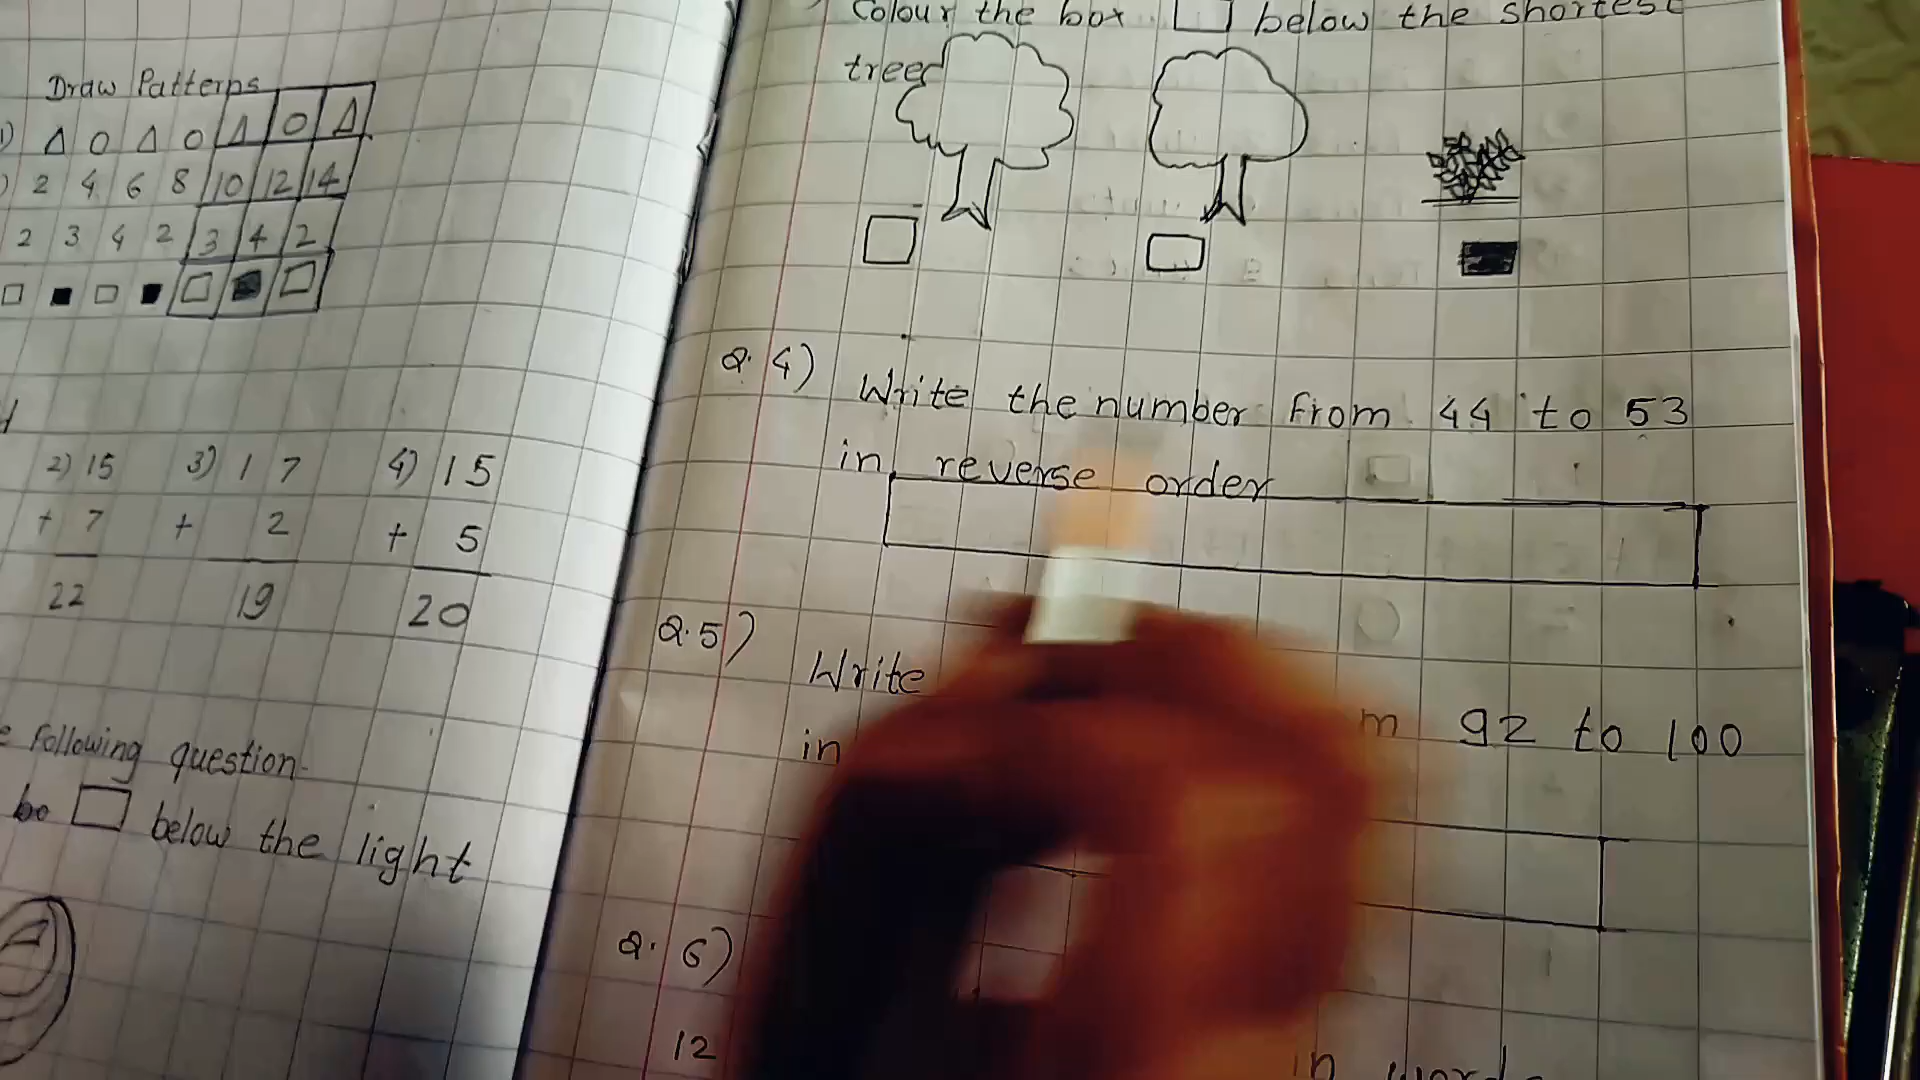 Draw Patterns
1) Δ O Δ O Δ O Δ
) 2 4 6 8 10 12 14
2 3 4 2 3 4 2
2) 15 3) 17 4) 15
+ 7 + 2 + 5
22 19 20
following question.
below the light
Colour the box below the shortest
tree
Q.4)
Write the number from 44 to 53
in reverse order
Q.5)
Write
92 to 100
in
Q.6)
12
in